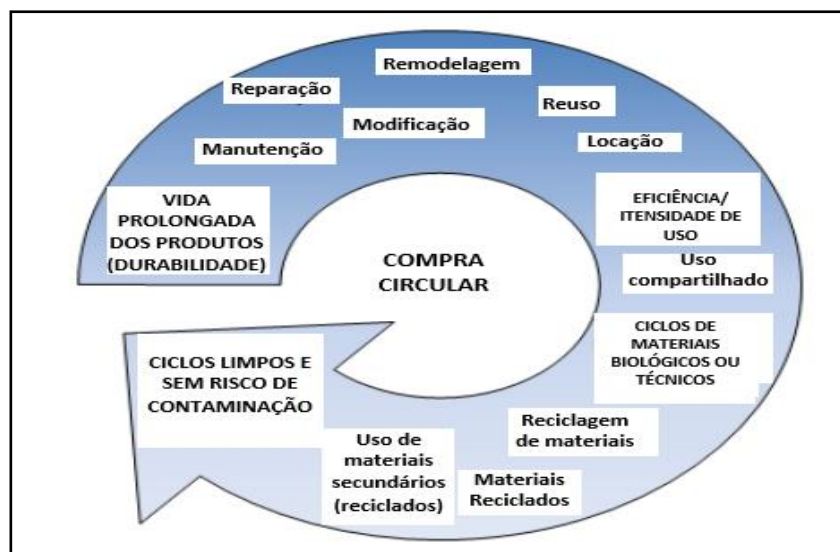 Remodelagem
Reparação
Reuso
Modificação
Locação
Manutenção
VIDA
PROLONGADA
DOS PRODUTOS
(DURABILIDADE)
EFICIÊNCIA/
ITENSIDADE DE
USO
COMPRA
CIRCULAR
Uso
compartilhado
CICLOS DE
MATERIAIS
BIOLÓGICOS OU
TÉCNICOS
CICLOS LIMPOS E
SEM RISCO DE
CONTAMINAÇÃO
Reciclagem
de materiais
Uso de
materiais
secundários
(reciclados)
Materiais
Reciclados